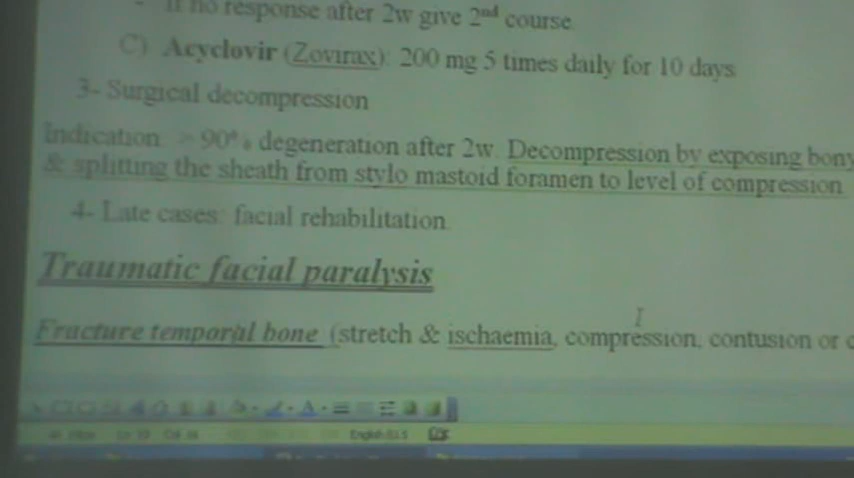 - If no response after 2w give 2nd course.
C) Acyclovir (Zovirax): 200 mg 5 times daily for 10 days
3- Surgical decompression
Indication: > 90% degeneration after 2w. Decompression by exposing bony
& splitting the sheath from stylo mastoid foramen to level of compression
4- Late cases: facial rehabilitation.
Traumatic facial paralysis
Fracture temporal bone (stretch & ischaemia, compression, contusion or
English (U.S.